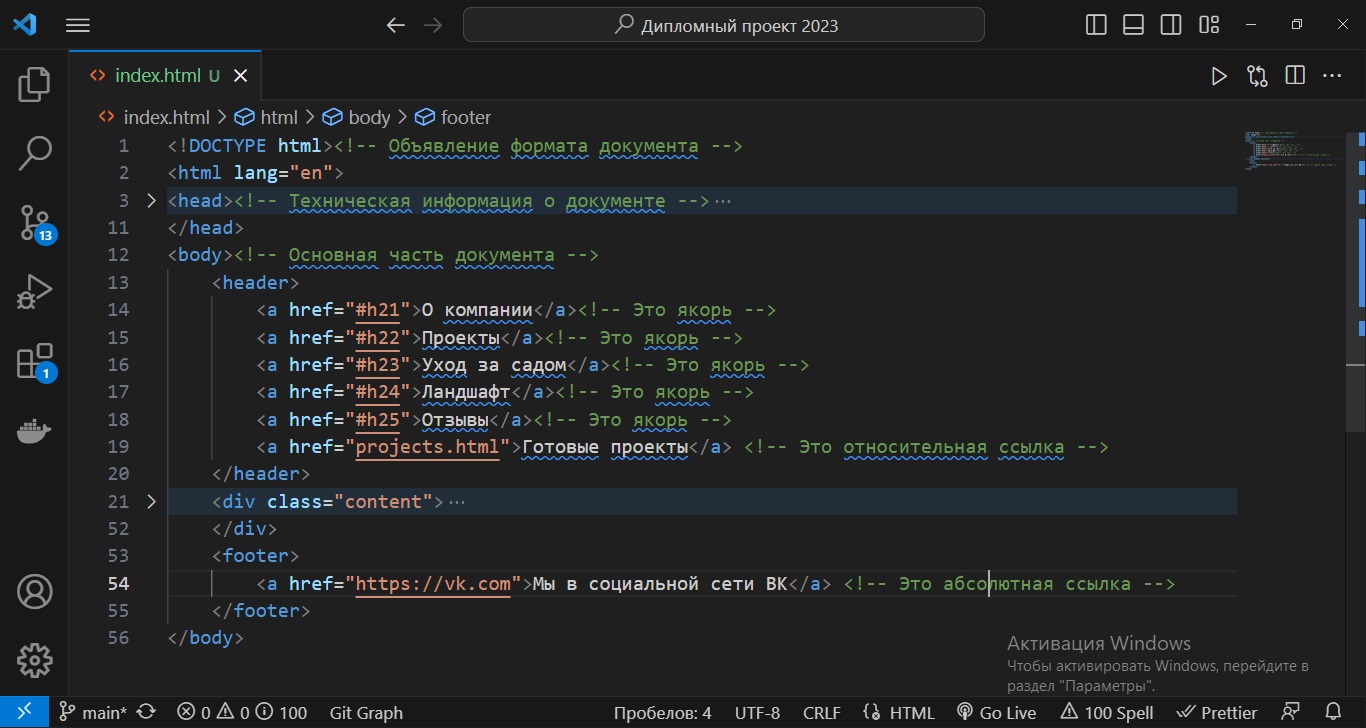 Дипломный проект 2023
index.html U
index.html > html > body > footer
1 <!DOCTYPE html><!-- Объявление формата документа -->
2 <html lang="en">
3 <head><!-- Техническая информация о документе --> ...
11 </head>
12 <body><!-- Основная часть документа -->
13 <header>
14 <a href="#h21">О компании</a><!-- Это якорь -->
15 <a href="#h22">Проекты</a><!-- Это якорь -->
16 <a href="#h23">Уход за садом</a><!-- Это якорь -->
17 <a href="#h24">Ландшафт</a><!-- Это якорь -->
18 <a href="#h25">Отзывы</a><!-- Это якорь -->
19 <a href="projects.html">Готовые проекты</a> <!-- Это относительная ссылка -->
20 </header>
21 <div class="content"> ...
52 </div>
53 <footer>
54 <a href="https://vk.com">Мы в социальной сети ВК</a> <!-- Это абсолютная ссылка -->
55 </footer>
56 </body>
13
1
Активация Windows
Чтобы активировать Windows, перейдите в
раздел "Параметры".
main* 0 0 100 Git Graph Пробелов: 4 UTF-8 CRLF HTML Go Live 100 Spell Prettier